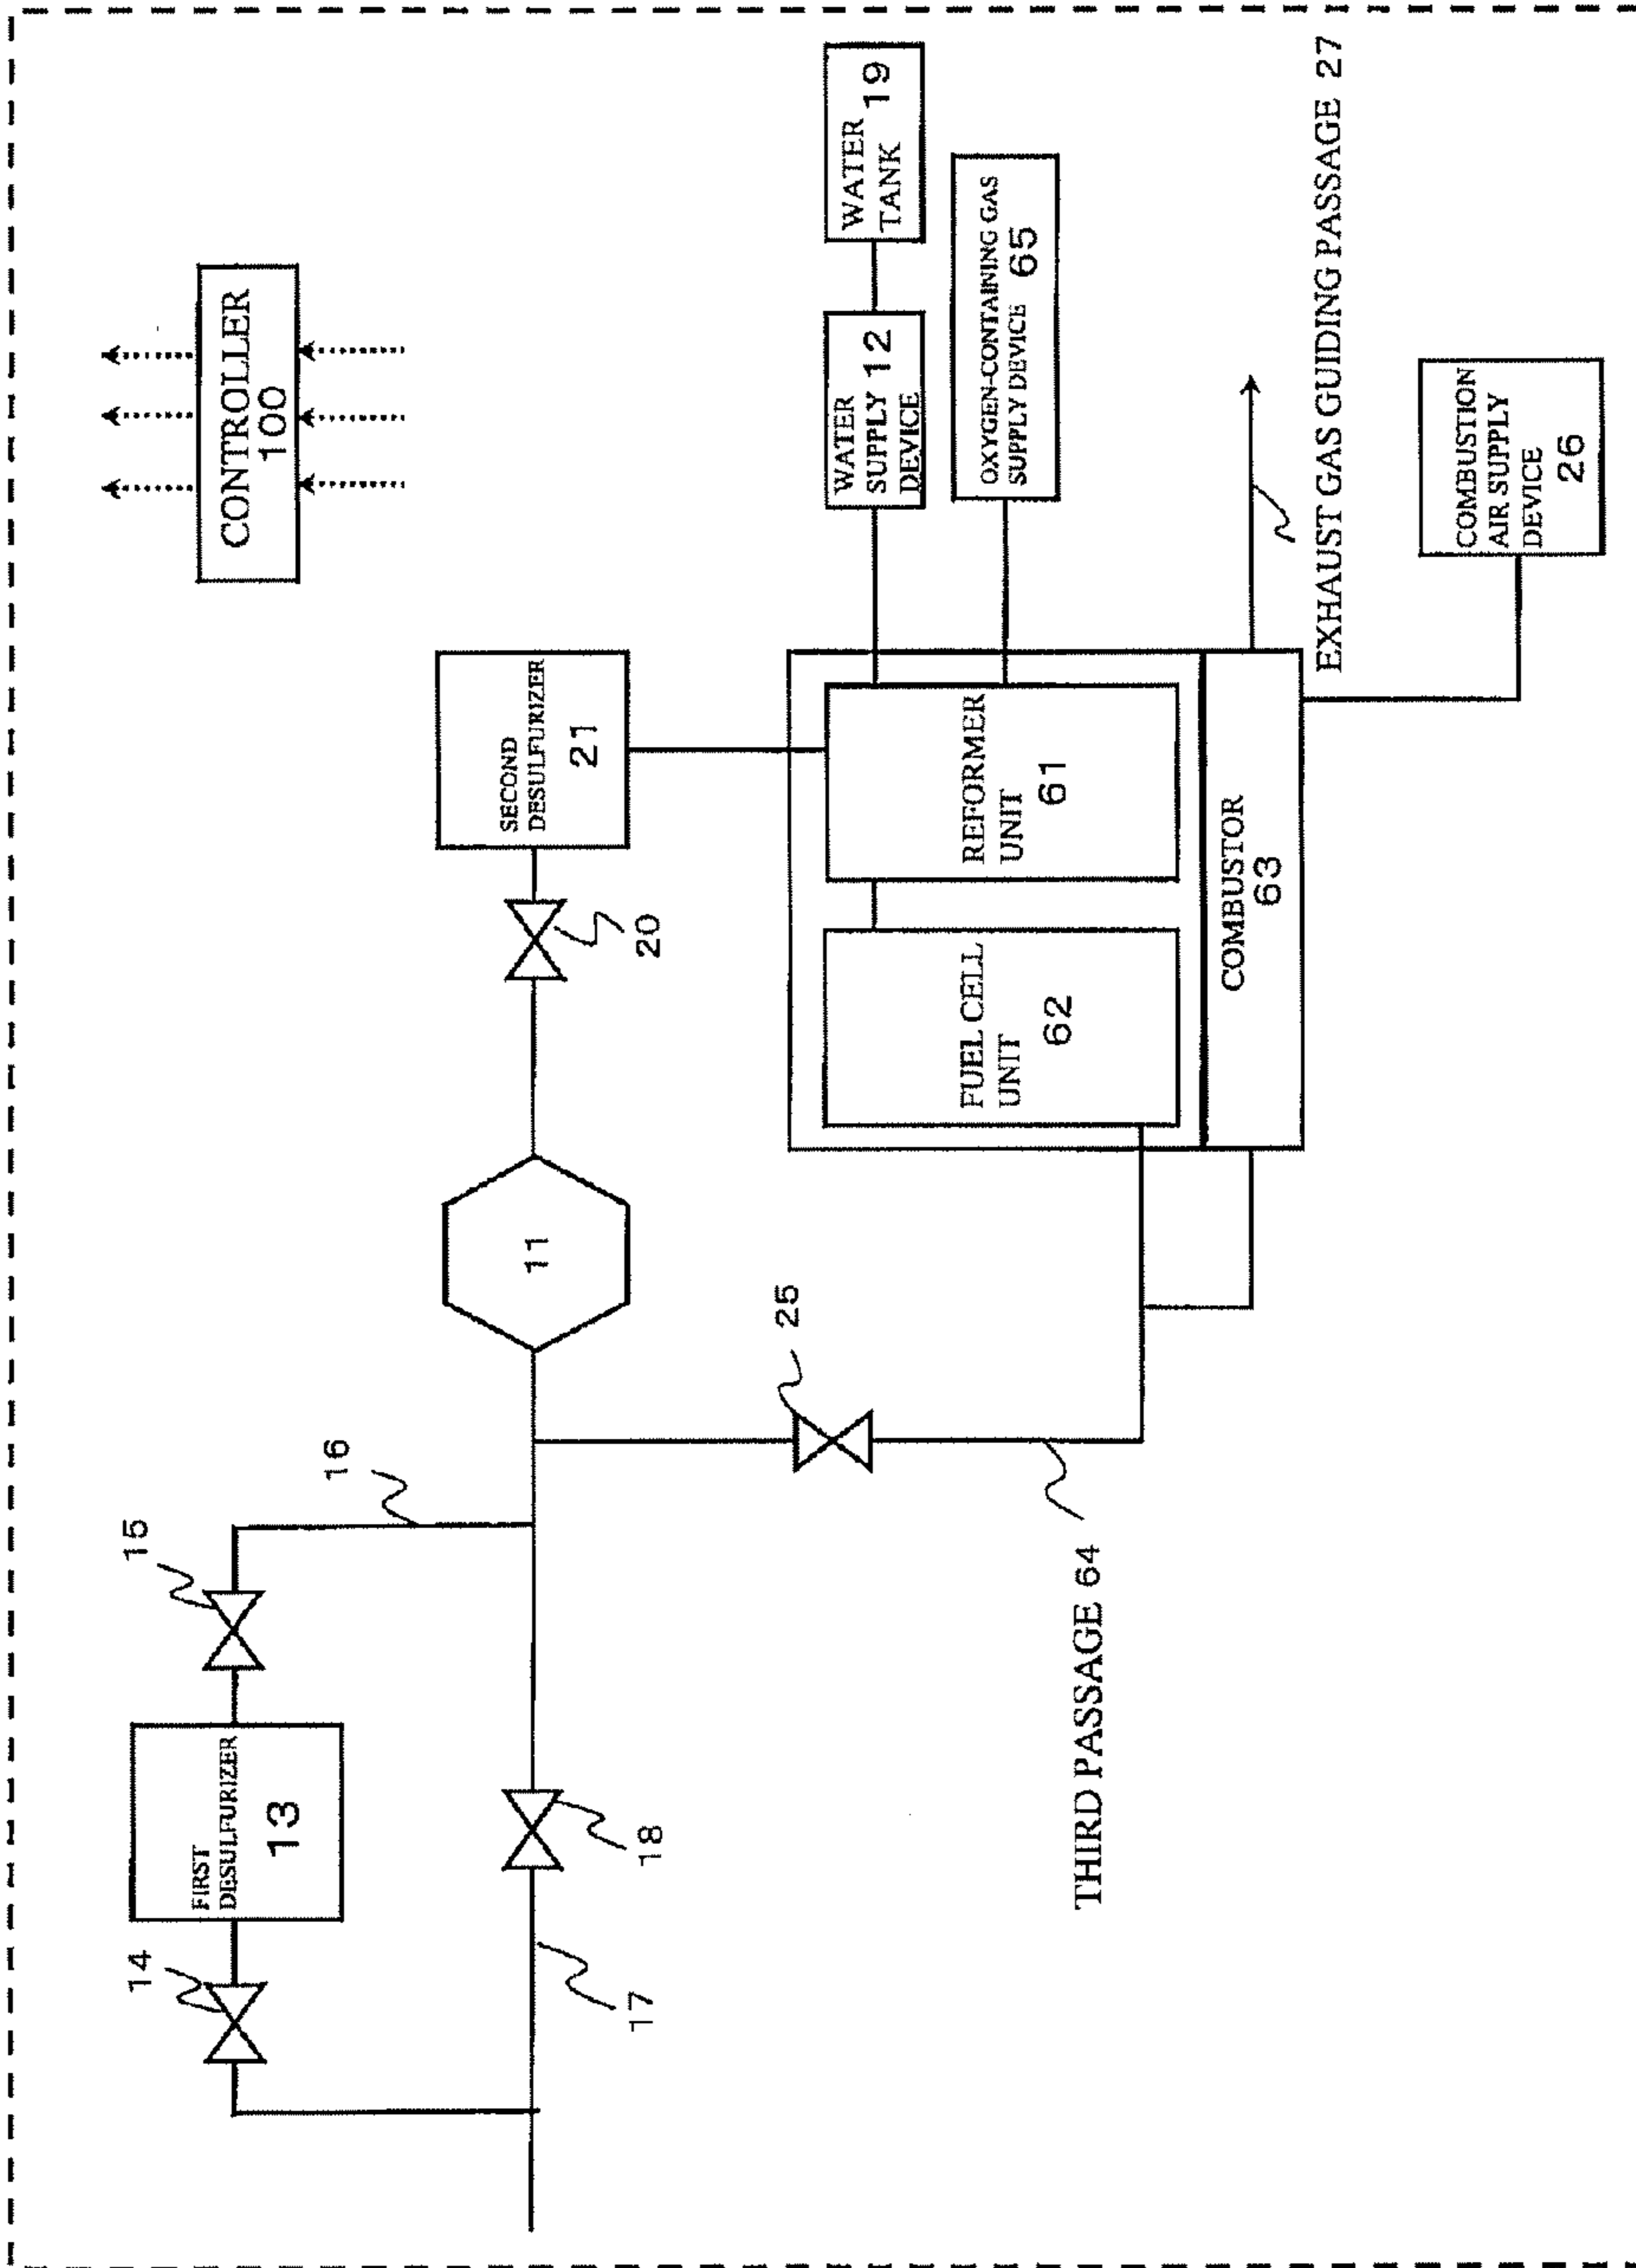 CONTROLLER
100
FIRST
DESULFURIZER
13
14
15
16
17
18
11
20
SECOND
DESULFURIZER
21
25
THIRD PASSAGE 64
FUEL CELL
UNIT
62
REFORMER
UNIT
61
COMBUSTOR
63
WATER
SUPPLY 12
DEVICE
WATER
TANK 19
OXYGEN-CONTAINING GAS
SUPPLY DEVICE 65
EXHAUST GAS GUIDING PASSAGE 27
COMBUSTION
AIR SUPPLY
DEVICE
26